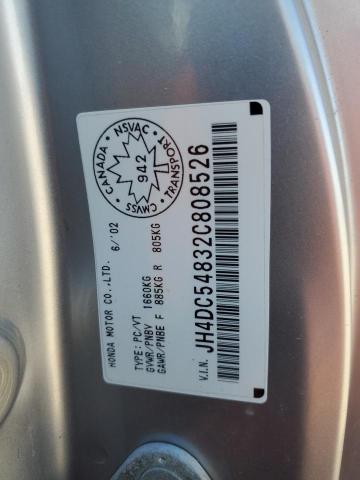 HONDA MOTOR CO.,LTD. 6/'02
TYPE: PC/VT
GVWR/PNBV 1660KG
GAWR/PNBE F 885KG R 805KG
CANADA NSVAC
942
CMVSS TRANSPORT
V.I.N. JH4DC54832C808526